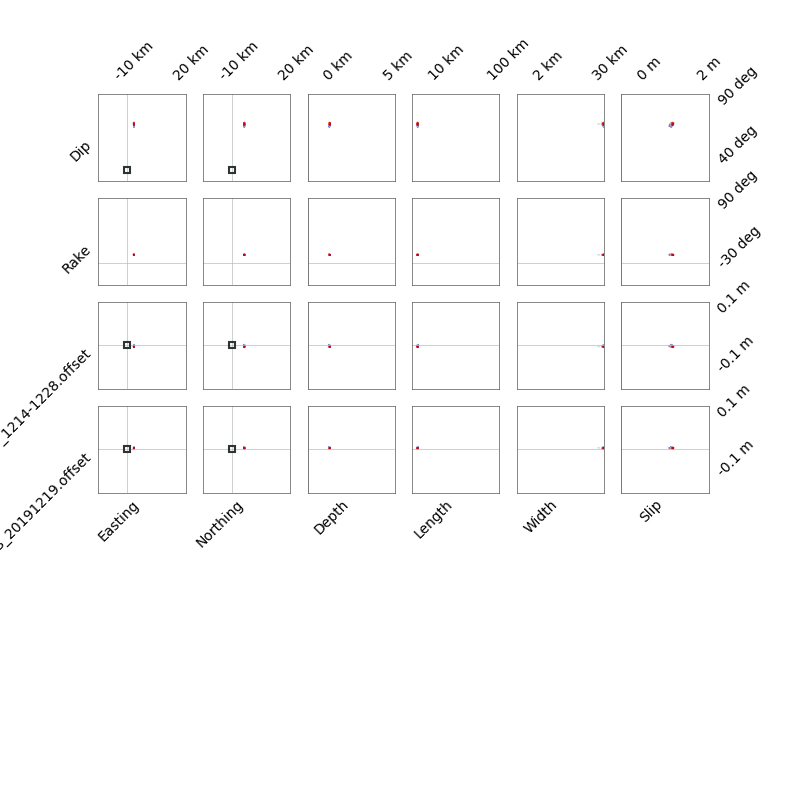 -10 km 20 km -10 km 20 km 0 km 5 km 10 km 100 km 2 km 30 km 0 m 2 m
Dip 90 deg 40 deg
Rake 90 deg -30 deg
_1214-1228.offset 0.1 m -0.1 m
_20191219.offset 0.1 m -0.1 m
Easting Northing Depth Length Width Slip